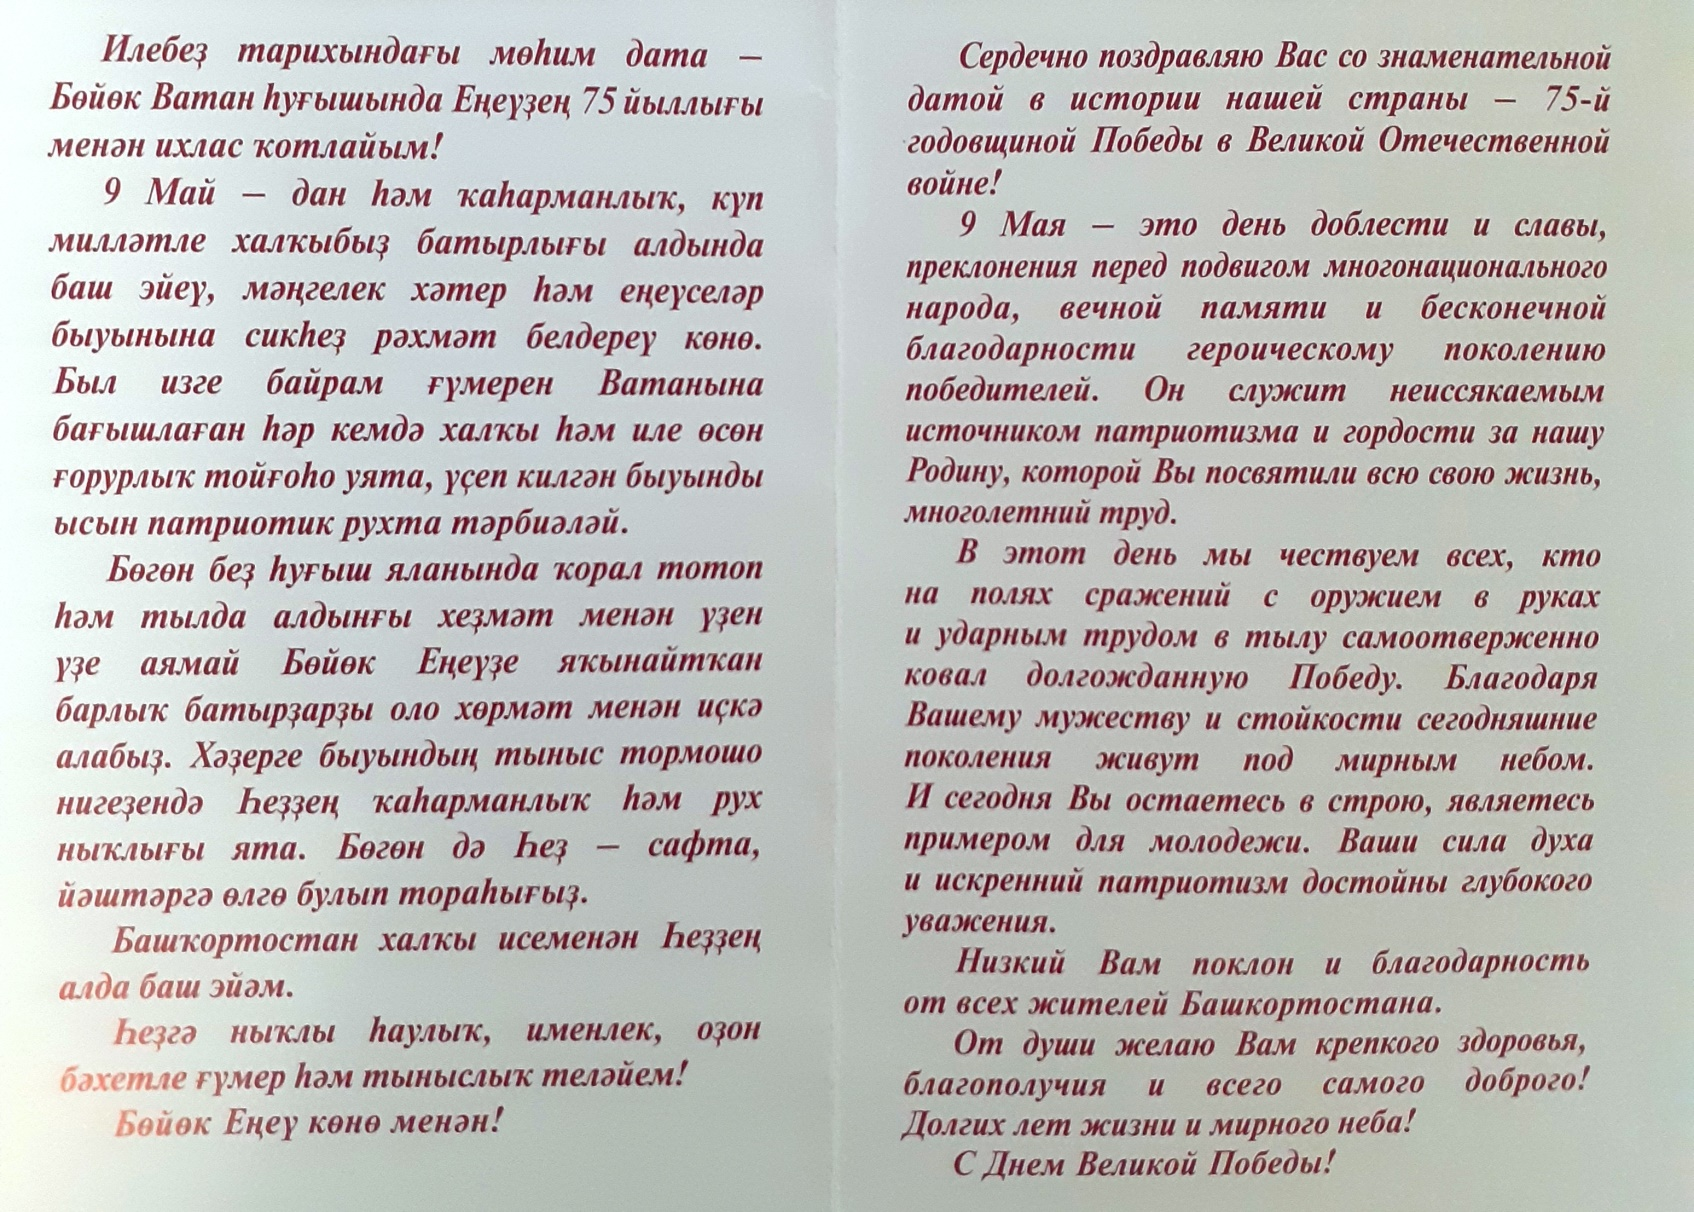 Илебеҙ тарихындағы мөһим дата –
Бөйөк Ватан һуғышында Еңеүҙең 75 йыллығы
менән ихлас ҡотлайым!
9 Май – дан һәм ҡаһарманлыҡ, күп
милләтле халҡыбыҙ батырлығы алдында
баш эйеү, мәңгелек хәтер һәм еңеүселәр
быуынына сикһеҙ рәхмәт белдереү көнө.
Был изге байрам ғүмерен Ватанына
бағышлаған һәр кемдә халҡы һәм иле өсөн
ғорурлыҡ тойғоһо уята, үҫеп килгән быуынды
ысын патриотик рухта тәрбиәләй.
Бөгөн беҙ һуғыш яланында ҡорал тотоп
һәм тылда алдынғы хеҙмәт менән үҙен
үҙе аямай Бөйөк Еңеүҙе яҡынайтҡан
барлыҡ батырҙарҙы оло хөрмәт менән иҫкә
алабыҙ. Хәҙерге быуындың тыныс тормошо
нигеҙендә Һеҙҙең ҡаһарманлыҡ һәм рух
ныҡлығы ята. Бөгөн дә Һеҙ – сафта,
йәштәргә өлгө булып тораһығыҙ.
Башҡортостан халҡы исеменән Һеҙҙең
алда баш эйәм.
Һеҙгә ныҡлы һаулыҡ, именлек, оҙон
бәхетле ғүмер һәм тыныслыҡ теләйем!
Бөйөк Еңеү көнө менән!
Сердечно поздравляю Вас со знаменательной
датой в истории нашей страны – 75-й
годовщиной Победы в Великой Отечественной
войне!
9 Мая – это день доблести и славы,
преклонения перед подвигом многонационального
народа, вечной памяти и бесконечной
благодарности героическому поколению
победителей. Он служит неиссякаемым
источником патриотизма и гордости за нашу
Родину, которой Вы посвятили всю свою жизнь,
многолетний труд.
В этот день мы чествуем всех, кто
на полях сражений с оружием в руках
и ударным трудом в тылу самоотверженно
ковал долгожданную Победу. Благодаря
Вашему мужеству и стойкости сегодняшние
поколения живут под мирным небом.
И сегодня Вы остаетесь в строю, являетесь
примером для молодежи. Ваши сила духа
и искренний патриотизм достойны глубокого
уважения.
Низкий Вам поклон и благодарность
от всех жителей Башкортостана.
От души желаю Вам крепкого здоровья,
благополучия и всего самого доброго!
Долгих лет жизни и мирного неба!
С Днем Великой Победы!